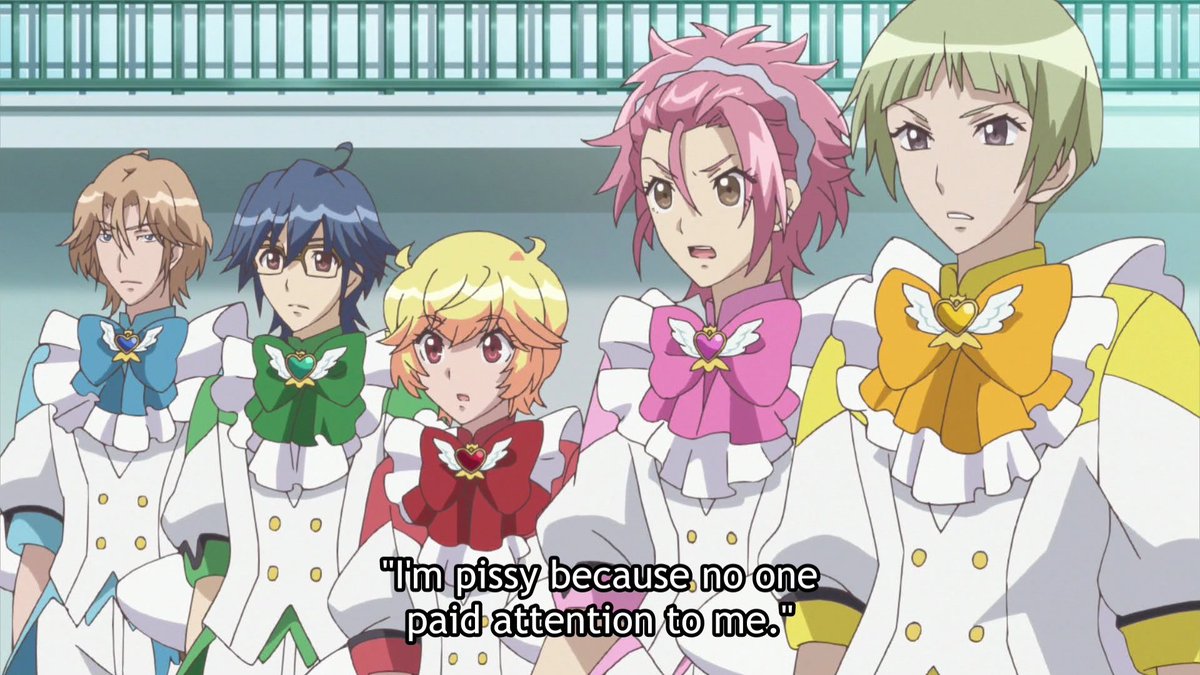 "I'm pissy because no one
paid attention to me."